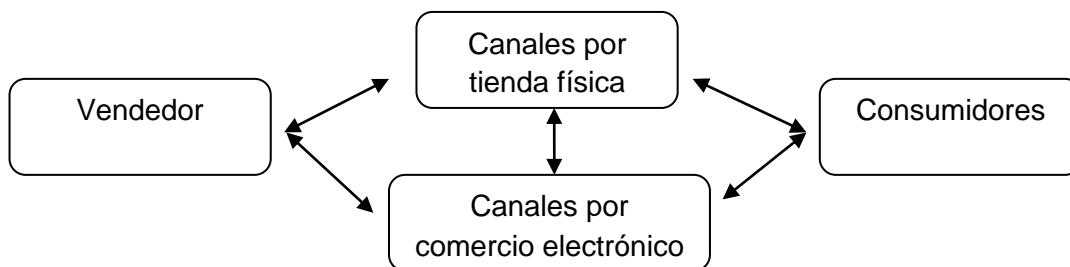 Canales por
tienda física
Vendedor
Consumidores
Canales por
comercio electrónico